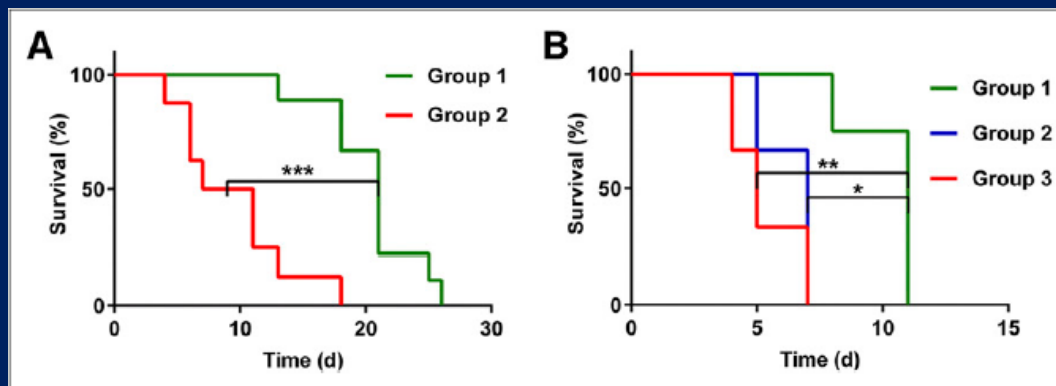 A
Survival (%)
100
50
0
0 10 20 30
Time (d)
Group 1
Group 2
***
B
Survival (%)
100
50
0
0 5 10 15
Time (d)
Group 1
Group 2
Group 3
**
*